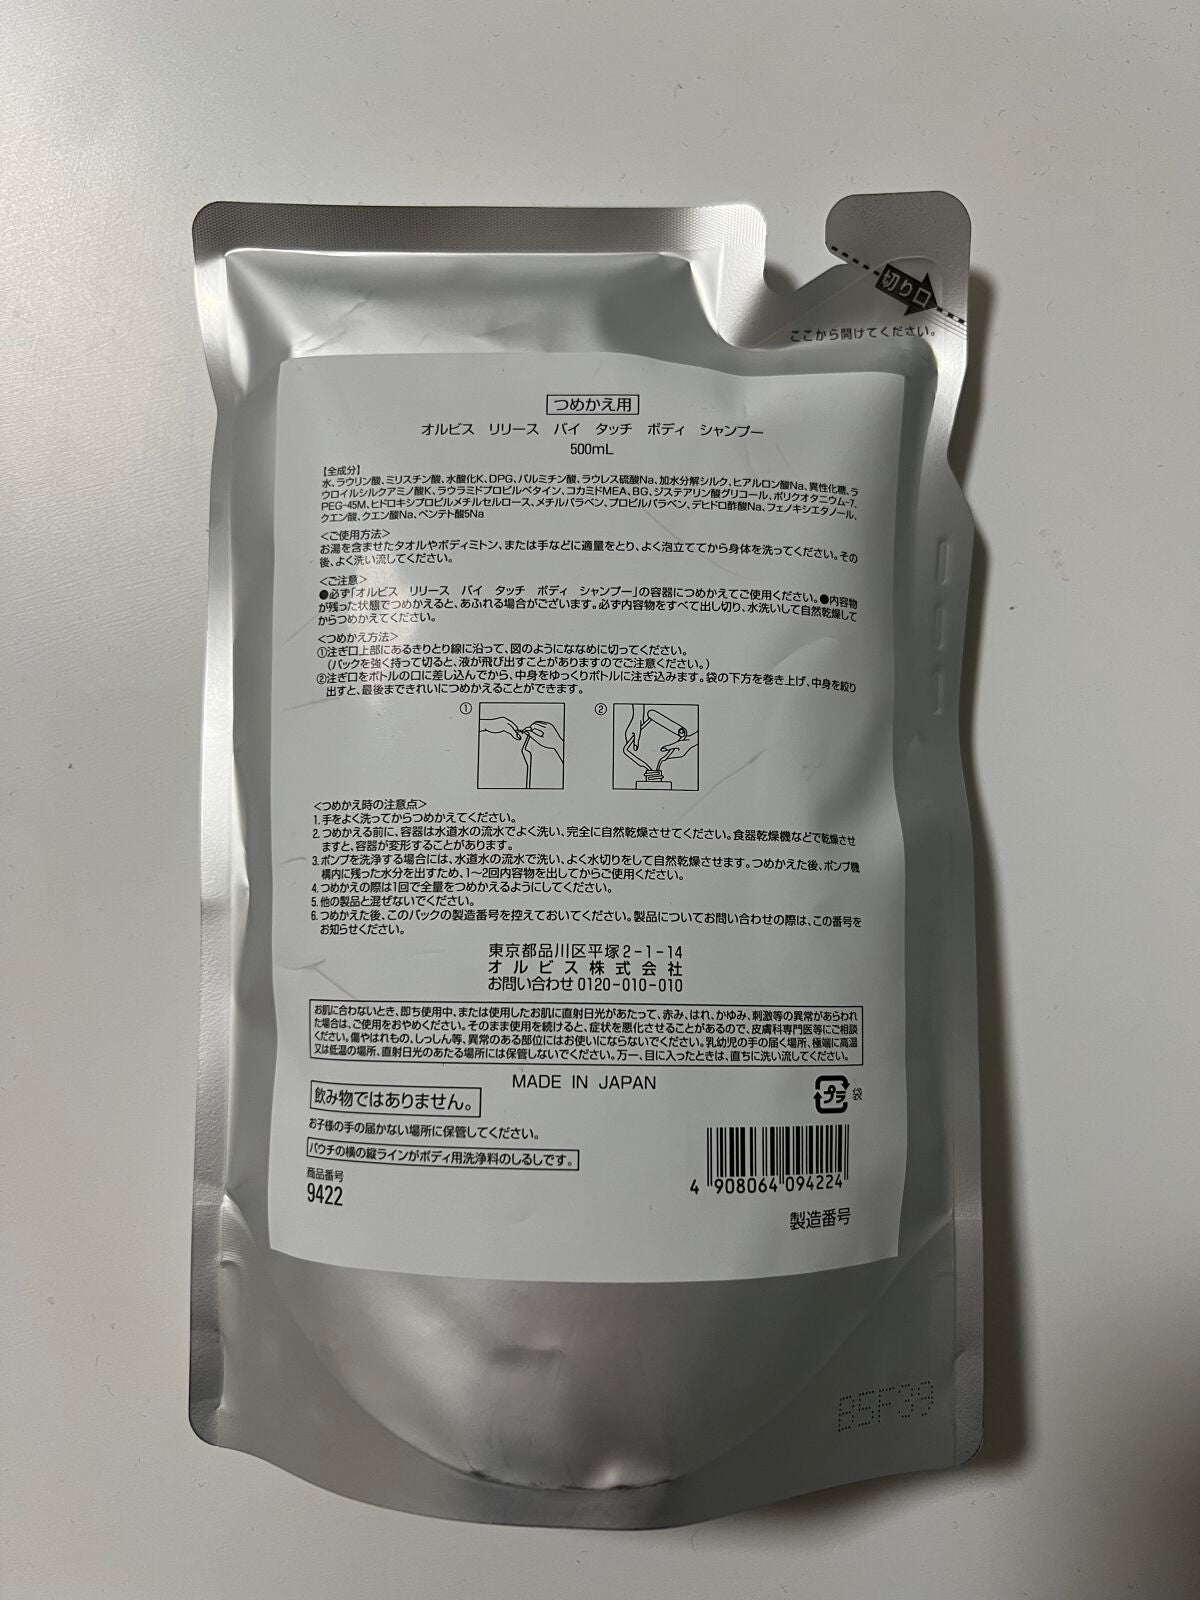 切り口
ここから開けてください。
つめかえ用
オルビス リリース バイ タッチ ボディ シャンプー
500mL
【全成分】
水、ラウリン酸、ミリスチン酸、水酸化K、DPG、パルミチン酸、ラウレス硫酸Na、加水分解シルク、ヒアルロン酸Na、異性化糖、ラ
ウロイルシルクアミノ酸K、ラウラミドプロピルベタイン、コカミドMEA、BG、ジステアリン酸グリコール、ポリクオタニウム-7、
PEG-45M、ヒドロキシプロピルメチルセルロース、メチルパラベン、プロピルパラベン、デヒドロ酢酸Na、フェノキシエタノール、
クエン酸、クエン酸Na、ペンテト酸5Na
<ご使用方法>
お湯を含ませたタオルやボディミトン、または手などに適量をとり、よく泡立ててから身体を洗ってください。その
後、よく洗い流してください。
<ご注意>
●必ず「オルビス リリース バイ タッチ ボディ シャンプー」の容器につめかえてご使用ください。●内容物
が残った状態でつめかえると、あふれる場合がございます。必ず内容物をすべて出し切り、水洗いして自然乾燥して
からつめかえてください。
<つめかえ方法>
①注ぎ口上部にあるきりとり線に沿って、図のようにななめに切ってください。
(パックを強く持って切ると、液が飛び出すことがありますのでご注意ください。)
②注ぎ口をボトルの口に差し込んでから、中身をゆっくりボトルに注ぎ込みます。袋の下方を巻き上げ、中身を絞り
出すと、最後まできれいにつめかえることができます。
① ②
<つめかえ時の注意点>
1. 手をよく洗ってからつめかえてください。
2. つめかえる前に、容器は水道水の流水でよく洗い、完全に自然乾燥させてください。食器乾燥機などで乾燥させ
ますと、容器が変形することがあります。
3. ポンプを洗浄する場合には、水道水の流水で洗い、よく水切りをして自然乾燥させます。つめかえた後、ポンプ機
構内に残った水分を出すため、1〜2回内容物を出してからご使用ください。
4. つめかえの際は1回で全量をつめかえるようにしてください。
5. 他の製品と混ぜないでください。
6. つめかえた後、このパックの製造番号を控えておいてください。製品についてお問い合わせの際は、この番号を
お知らせください。
東京都品川区平塚2-1-14
オルビス株式会社
お問い合わせ 0120-010-010
お肌に合わないとき、即ち使用中、または使用したお肌に直射日光があたって、赤み、はれ、かゆみ、刺激等の異常があらわれ
た場合は、ご使用をおやめください。そのまま使用を続けると、症状を悪化させることがあるので、皮膚科専門医等にご相談
ください。傷やはれもの、しっしん等、異常のある部位にはお使いにならないでください。乳幼児の手の届く場所、極端に高温
又は低温の場所、直射日光のあたる場所には保管しないでください。万一、目に入ったときは、直ちに洗い流してください。
MADE IN JAPAN
プラ 袋
飲み物ではありません。
お子様の手の届かない場所に保管してください。
パウチの横の縦ラインがボディ用洗浄料のしるしです。
商品番号
9422
4 908064 094224
製造番号
B5F39